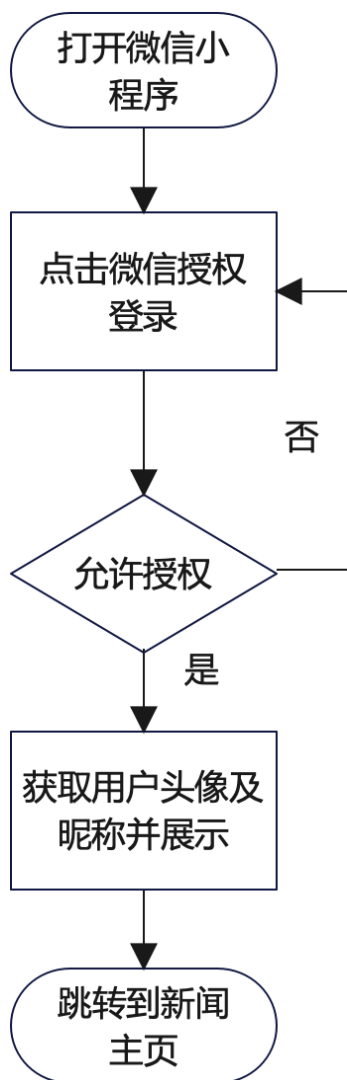 打开微信小
程序
点击微信授权
登录
否
允许授权
是
获取用户头像及
昵称并展示
跳转到新闻
主页